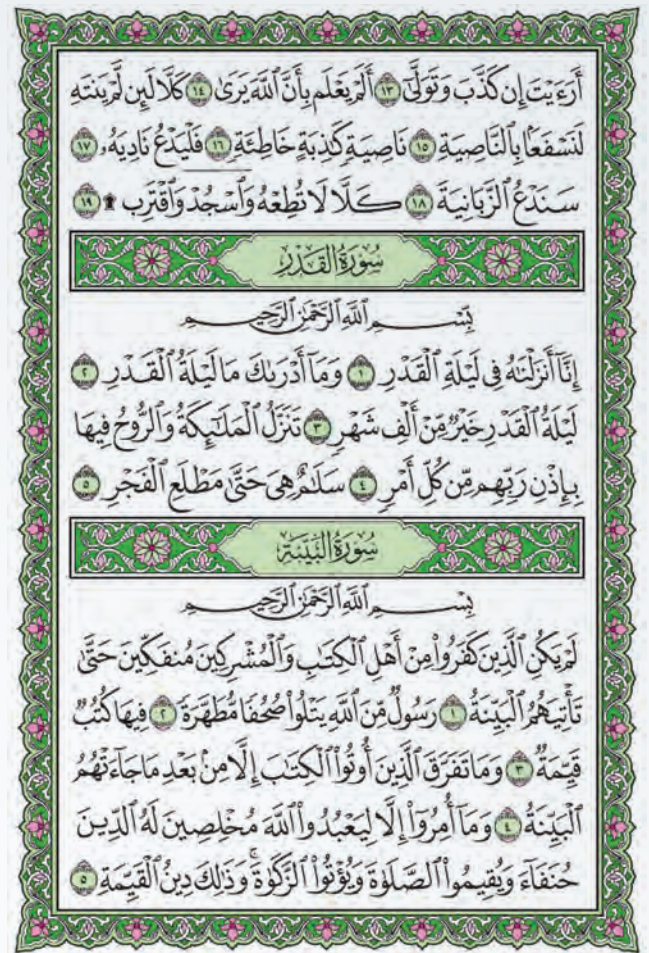 أَرَءَيْتَ إِن كَذَّبَ وَتَوَلَّىٰٓ ١٣ أَلَمْ يَعْلَم بِأَنَّ ٱللَّهَ يَرَىٰ ١٤ كَلَّا لَئِن لَّمْ يَنتَهِ
لَنَسْفَعًۢا بِٱلنَّاصِيَةِ ١٥ نَاصِيَةٍ كَٰذِبَةٍ خَاطِئَةٍ ١٦ فَلْيَدْعُ نَادِيَهُۥ ١٧
سَنَدْعُ ٱلزَّبَانِيَةَ ١٨ كَلَّا لَا تُطِعْهُ وَٱسْجُدْ وَٱقْتَرِب ۩ ١٩
سُورَةُ القَدْرِ
بِسْمِ ٱللَّهِ ٱلرَّحْمَٰنِ ٱلرَّحِيمِ
إِنَّآ أَنزَلْنَٰهُ فِى لَيْلَةِ ٱلْقَدْرِ ١ وَمَآ أَدْرَىٰكَ مَا لَيْلَةُ ٱلْقَدْرِ ٢
لَيْلَةُ ٱلْقَدْرِ خَيْرٌ مِّنْ أَلْفِ شَهْرٍ ٣ تَنَزَّلُ ٱلْمَلَٰٓئِكَةُ وَٱلرُّوحُ فِيهَا
بِإِذْنِ رَبِّهِم مِّن كُلِّ أَمْرٍ ٤ سَلَٰمٌ هِىَ حَتَّىٰ مَطْلَعِ ٱلْفَجْرِ ٥
سُورَةُ البَيِّنَةِ
بِسْمِ ٱللَّهِ ٱلرَّحْمَٰنِ ٱلرَّحِيمِ
لَمْ يَكُنِ ٱلَّذِينَ كَفَرُوا۟ مِنْ أَهْلِ ٱلْكِتَٰبِ وَٱلْمُشْرِكِينَ مُنفَكِّينَ حَتَّىٰ
تَأْتِيَهُمُ ٱلْبَيِّنَةُ ١ رَسُولٌ مِّنَ ٱللَّهِ يَتْلُوا۟ صُحُفًا مُّطَهَّرَةً ٢ فِيهَا كُتُبٌ
قَيِّمَةٌ ٣ وَمَا تَفَرَّقَ ٱلَّذِينَ أُوتُوا۟ ٱلْكِتَٰبَ إِلَّا مِنۢ بَعْدِ مَا جَآءَتْهُمُ
ٱلْبَيِّنَةُ ٤ وَمَآ أُمِرُوٓا۟ إِلَّا لِيَعْبُدُوا۟ ٱللَّهَ مُخْلِصِينَ لَهُ ٱلدِّينَ
حُنَفَآءَ وَيُقِيمُوا۟ ٱلصَّلَوٰةَ وَيُؤْتُوا۟ ٱلزَّكَوٰةَ ۚ وَذَٰلِكَ دِينُ ٱلْقَيِّمَةِ ٥